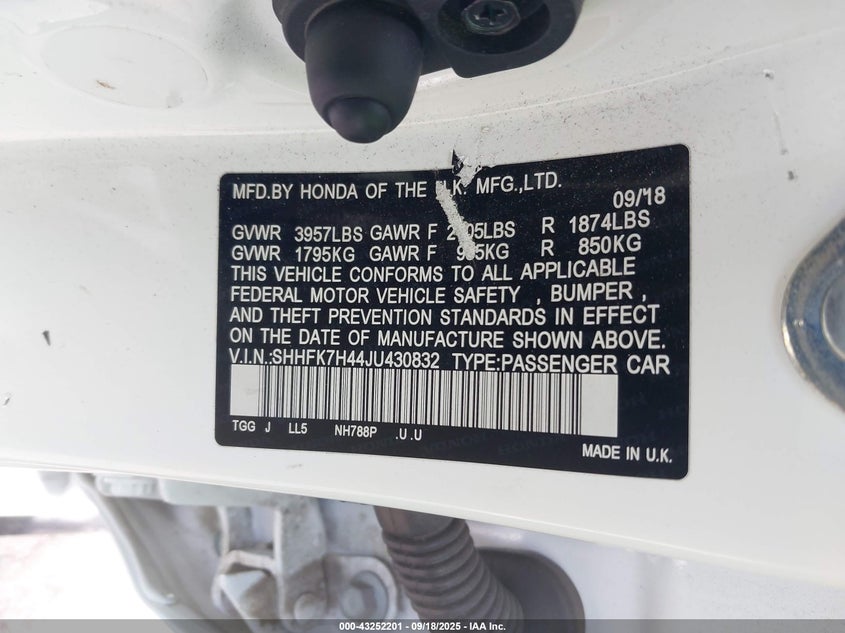 MFD.BY HONDA OF THE U.K. MFG.,LTD.
09/18
GVWR 3957LBS GAWR F LBS R 1874LBS
GVWR 1795KG GAWR F KG R 850KG
THIS VEHICLE CONFORMS TO ALL APPLICABLE
FEDERAL MOTOR VEHICLE SAFETY , BUMPER ,
AND THEFT PREVENTION STANDARDS IN EFFECT
ON THE DATE OF MANUFACTURE SHOWN ABOVE.
V.I.N.:SHHFK7H44JU430832 TYPE:PASSENGER CAR
TGG J LL5 NH788P .U .U
MADE IN U.K.
000-43252201 - 09/18/2025 - IAA Inc.